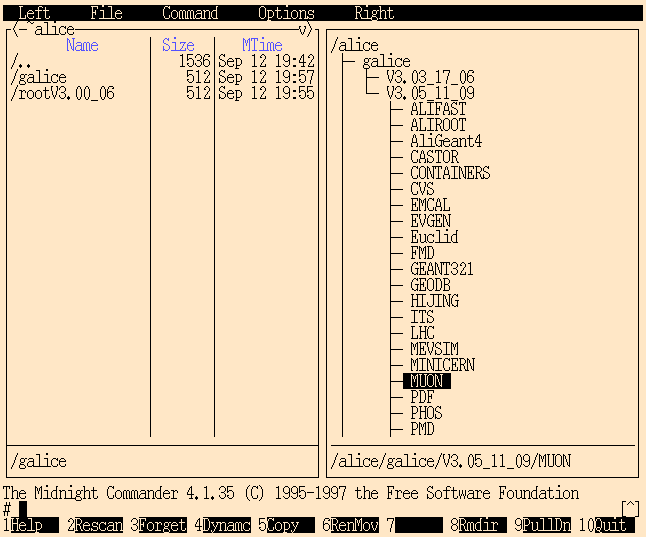 Left File Command Options Right
<-~alice v>
Name Size MTime
/.. 1536 Sep 12 19:42
/galice 512 Sep 12 19:57
/rootV3.00_06 512 Sep 12 19:55
/galice
/alice
galice
V3.03_17_06
V3.05_11_09
ALIFAST
ALIROOT
AliGeant4
CASTOR
CONTAINERS
CVS
EMCAL
EVGEN
Euclid
FMD
GEANT321
GEODB
HIJING
ITS
LHC
MEVSIM
MINICERN
MUON
PDF
PHOS
PMD
/alice/galice/V3.05_11_09/MUON
The Midnight Commander 4.1.35 (C) 1995-1997 the Free Software Foundation
# [^]
1Help 2Rescan 3Forget 4Dynamc 5Copy 6RenMov 7 8Rmdir 9PullDn 10Quit